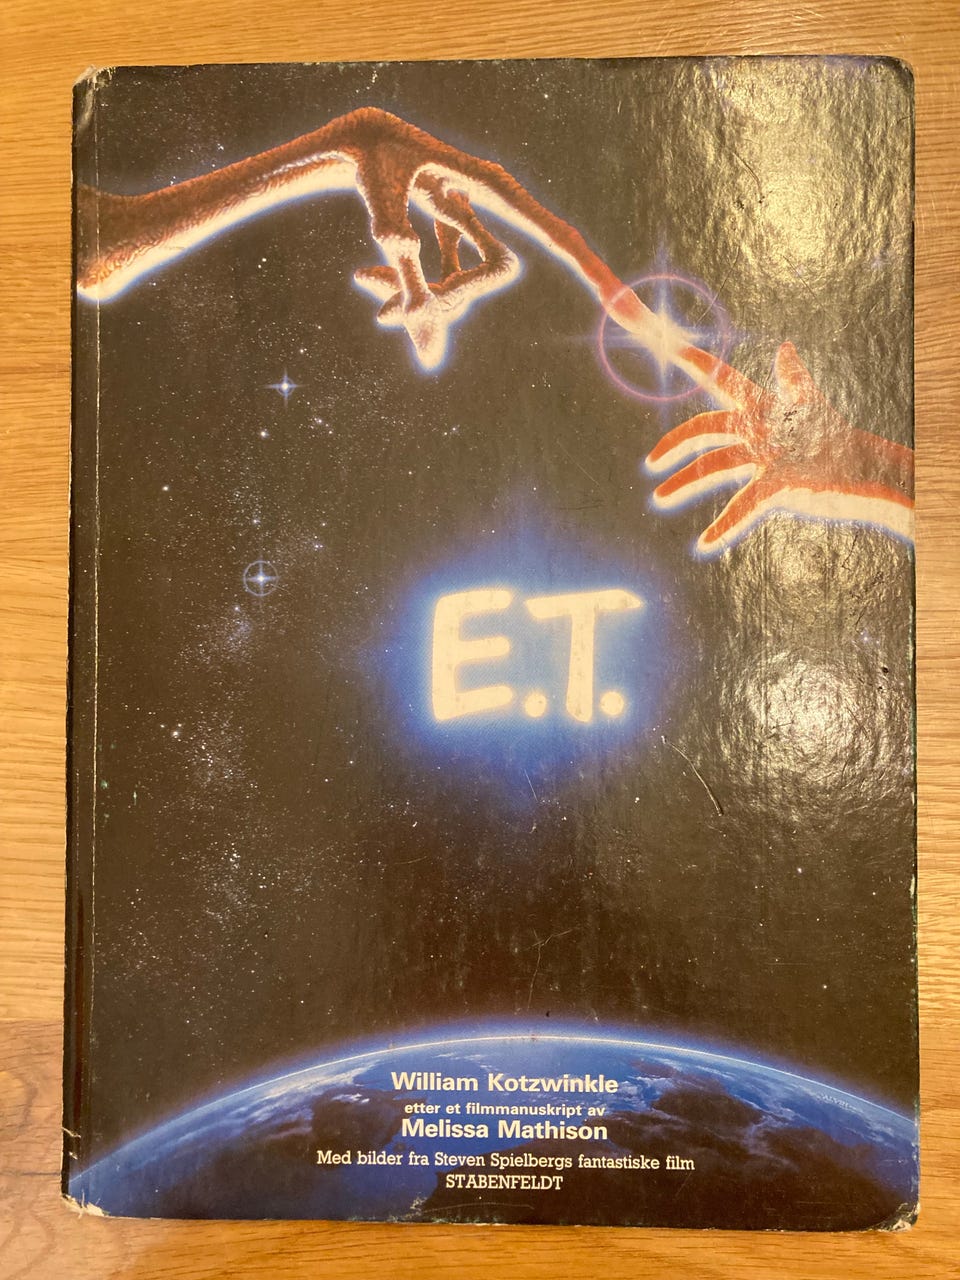 E.T.
William Kotzwinkle
etter et filmmanuskript av
Melissa Mathison
Med bilder fra Steven Spielbergs fantastiske film
STABENFELDT